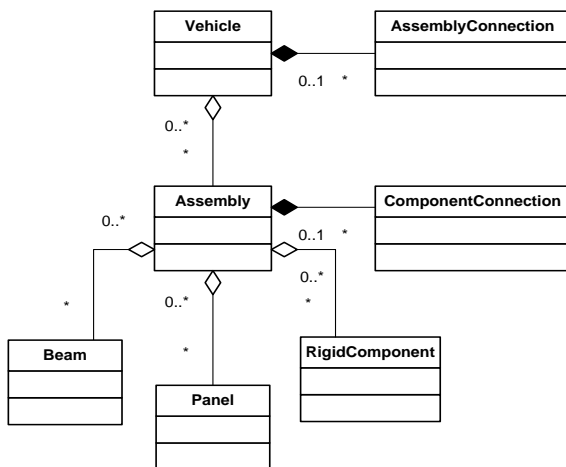 Vehicle
AssemblyConnection
0..1 *
0..*
*
Assembly
ComponentConnection
0..*
0..1 *
0..*
0..*
*
*
*
Beam
RigidComponent
Panel